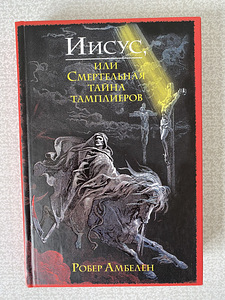 Иисус,
или
Смертельная
тайна
тамплиеров
Робер Амбелен